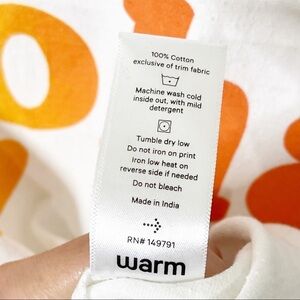 100% Cotton
exclusive of trim fabric
Machine wash cold
inside out, with mild
detergent
Tumble dry low
Do not iron on print
Iron low heat on
reverse side if needed
Do not bleach
Made in India
RN# 149791
warm